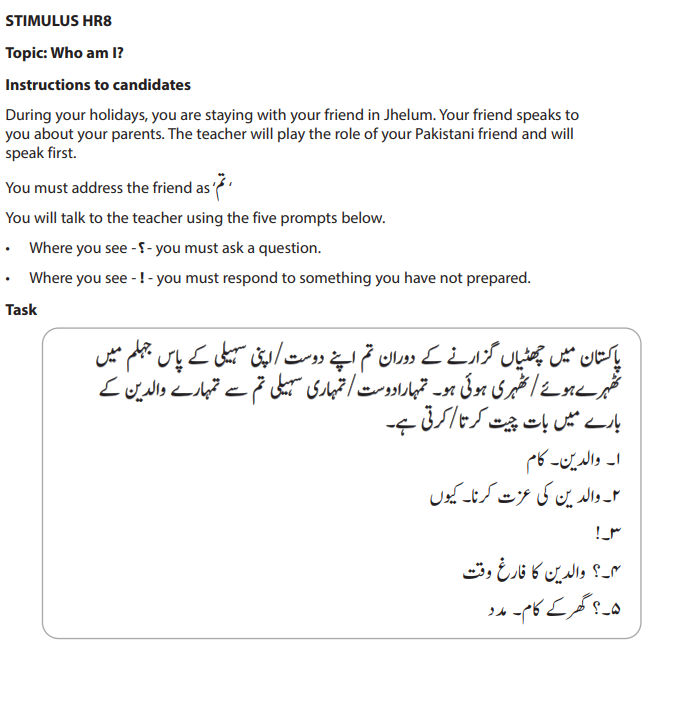 STIMULUS HR8
Topic: Who am I?
Instructions to candidates
During your holidays, you are staying with your friend in Jhelum. Your friend speaks to
you about your parents. The teacher will play the role of your Pakistani friend and will
speak first.
You must address the friend as ‘تم’
You will talk to the teacher using the five prompts below.
• Where you see - ؟ - you must ask a question.
• Where you see - ! - you must respond to something you have not prepared.
Task
پاکستان میں چھٹیاں گزارنے کے دوران تم اپنے دوست/اپنی سہیلی کے پاس جہلم میں
ٹھہرے ہوئے/ٹھہری ہوئی ہو۔ تمہارا دوست/تمہاری سہیلی تم سے تمہارے والدین کے
بارے میں بات چیت کرتا/کرتی ہے۔
۱۔ والدین۔ کام
۲۔ والدین کی عزت کرنا۔ کیوں
۳۔ !
۴۔ ؟ والدین کا فارغ وقت
۵۔ ؟ گھر کے کام۔ مدد